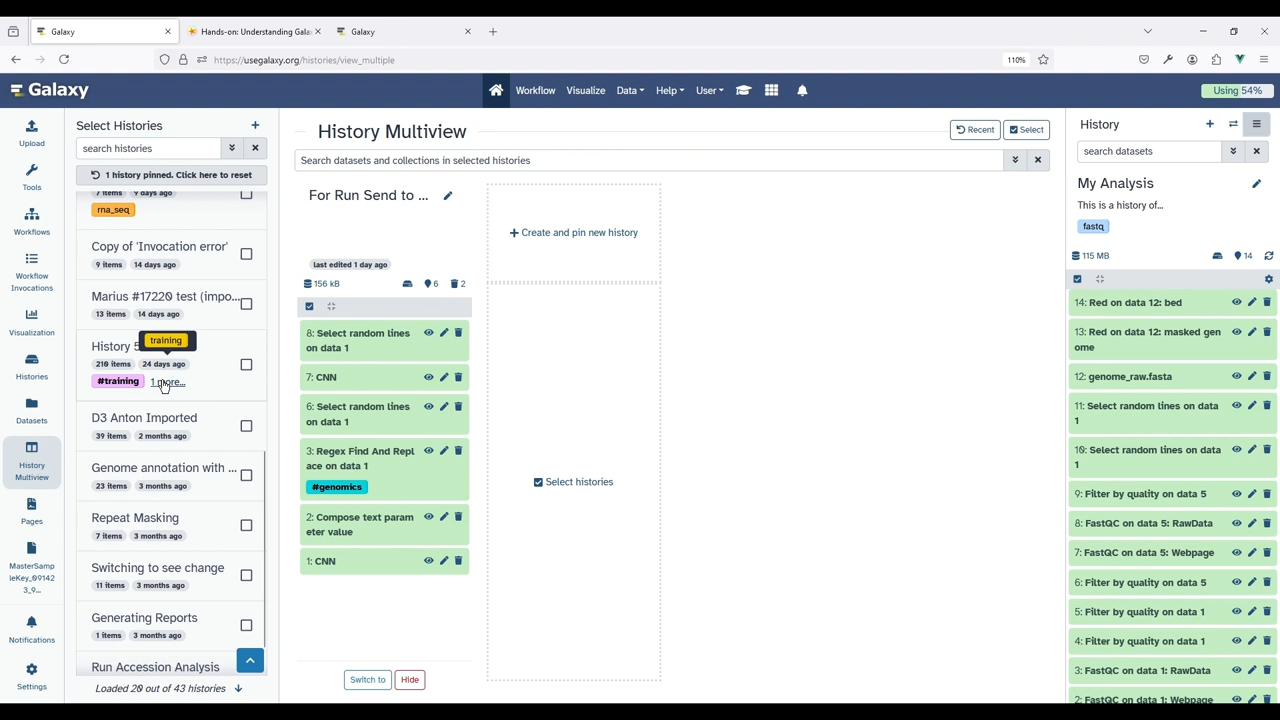 Galaxy
Hands-on: Understanding Gala
Galaxy
https://usegalaxy.org/histories/view_multiple
110%
Galaxy
Workflow
Visualize
Data
Help
User
Using 54%
Upload
Tools
Workflows
Workflow
Invocations
Visualization
Histories
Datasets
History
Multiview
Pages
MasterSamp
leKey_09142
3_9...
Notifications
Settings
Select Histories
search histories
1 history pinned. Click here to reset
7 items 9 days ago
rna_seq
Copy of 'Invocation error'
9 items 14 days ago
Marius #17220 test (impo...
13 items 14 days ago
training
History 5
210 items 24 days ago
#training 1 more...
D3 Anton Imported
39 items 2 months ago
Genome annotation with ...
23 items 3 months ago
Repeat Masking
7 items 3 months ago
Switching to see change
11 items 3 months ago
Generating Reports
1 items 3 months ago
Run Accession Analysis
Loaded 20 out of 43 histories
History Multiview
Recent
Select
Search datasets and collections in selected histories
For Run Send to ...
last edited 1 day ago
156 kB 6 2
8: Select random lines
on data 1
7: CNN
6: Select random lines
on data 1
3: Regex Find And Repl
ace on data 1
#genomics
2: Compose text param
eter value
1: CNN
Switch to
Hide
Create and pin new history
Select histories
History
search datasets
My Analysis
This is a history of...
fastq
115 MB 14
14: Red on data 12: bed
13: Red on data 12: masked gen
ome
12: genome_raw.fasta
11: Select random lines on data
1
10: Select random lines on data
1
9: Filter by quality on data 5
8: FastQC on data 5: RawData
7: FastQC on data 5: Webpage
6: Filter by quality on data 5
5: Filter by quality on data 1
4: Filter by quality on data 1
3: FastQC on data 1: RawData
2: FastQC on data 1: Webpage